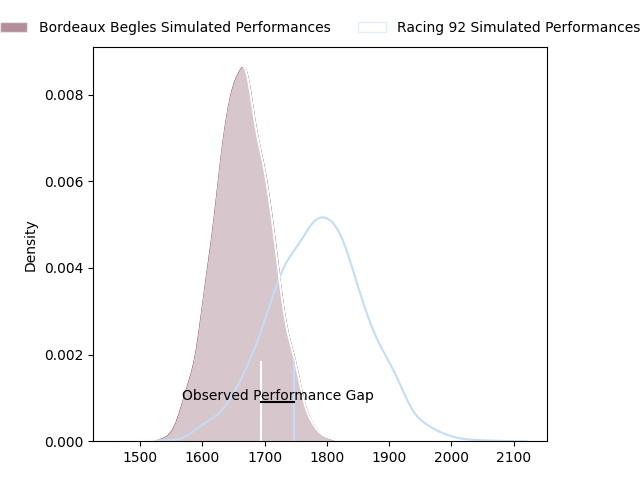 Bordeaux Begles Simulated Performances
Racing 92 Simulated Performances
0.008
0.006
0.004
0.002
0.000
Density
Observed Performance Gap
1500 1600 1700 1800 1900 2000 2100